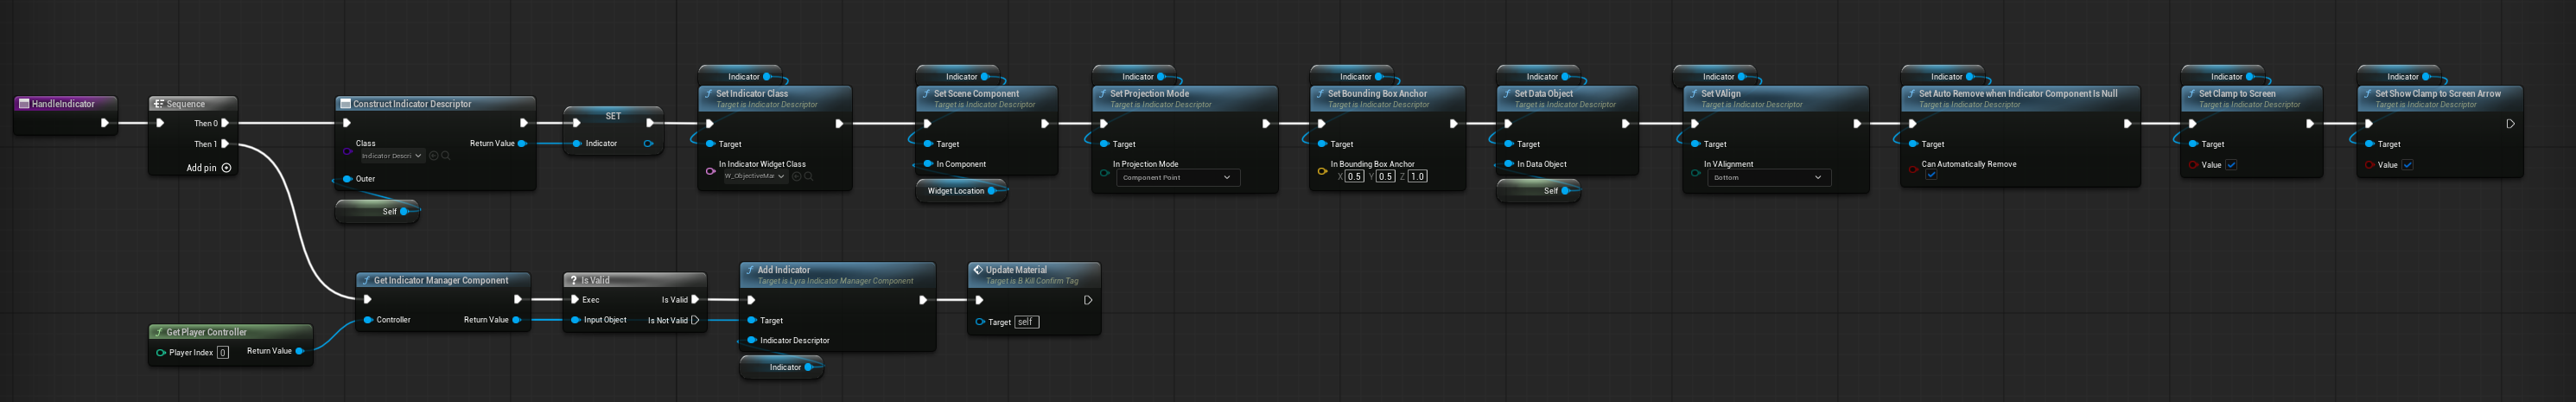 HandleIndicator
Sequence
Then 0
Then 1
Add pin
Construct Indicator Descriptor
Class
Indicator Descri
Return Value
Outer
Self
SET
Indicator
Indicator
Set Indicator Class
Target is Indicator Descriptor
Target
In Indicator Widget Class
W_ObjectiveMar
Indicator
Set Scene Component
Target is Indicator Descriptor
Target
In Component
Widget Location
Indicator
Set Projection Mode
Target is Indicator Descriptor
Target
In Projection Mode
Component Point
Indicator
Set Bounding Box Anchor
Target is Indicator Descriptor
Target
In Bounding Box Anchor
X 0.5 Y 0.5 Z 1.0
Indicator
Set Data Object
Target is Indicator Descriptor
Target
In Data Object
Self
Indicator
Set VAlign
Target is Indicator Descriptor
Target
In VAlignment
Bottom
Indicator
Set Auto Remove when Indicator Component Is Null
Target is Indicator Descriptor
Target
Can Automatically Remove
Indicator
Set Clamp to Screen
Target is Indicator Descriptor
Target
Value
Indicator
Set Show Clamp to Screen Arrow
Target is Indicator Descriptor
Target
Value
Get Player Controller
Player Index 0
Return Value
Get Indicator Manager Component
Controller
Return Value
? Is Valid
Exec
Is Valid
Input Object
Is Not Valid
Add Indicator
Target is Lyra Indicator Manager Component
Target
Indicator Descriptor
Indicator
Update Material
Target is B Kill Confirm Tag
Target self